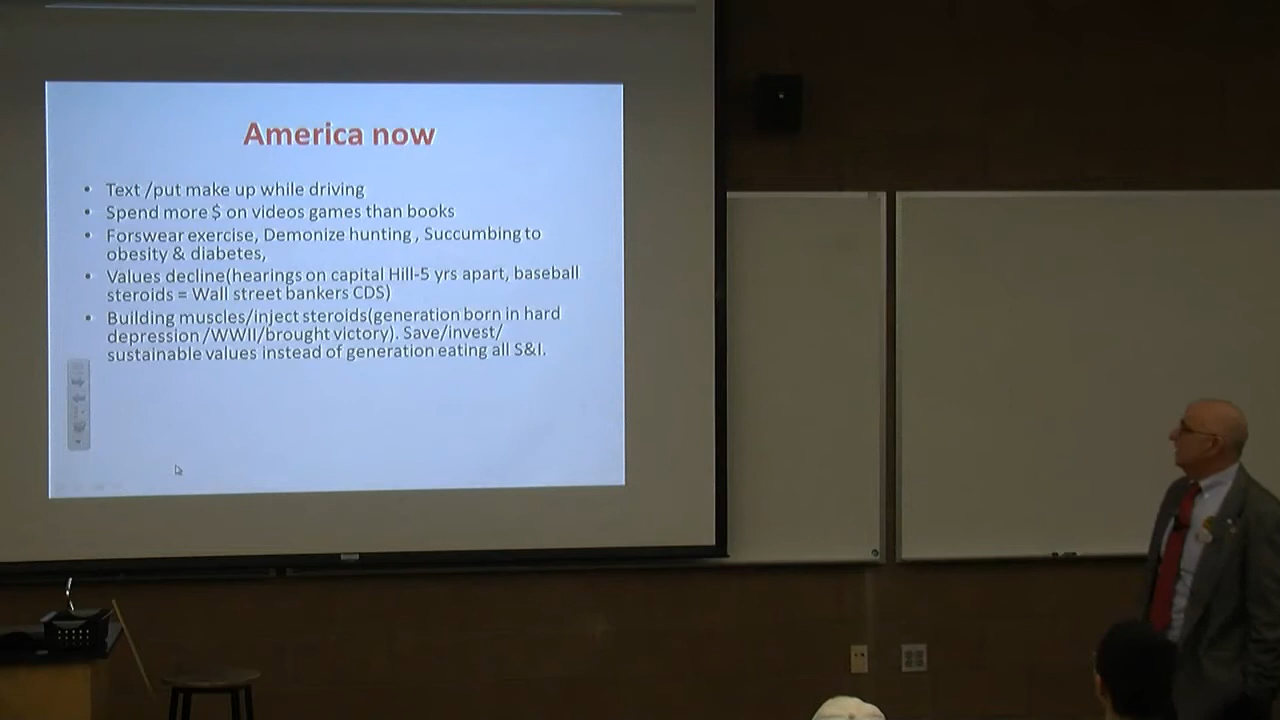 America now
• Text /put make up while driving
• Spend more $ on videos games than books
• Forswear exercise, Demonize hunting , Succumbing to
obesity & diabetes,
• Values decline(hearings on capital Hill-5 yrs apart, baseball
steroids = Wall street bankers CDS)
• Building muscles/inject steroids(generation born in hard
depression /WWII/brought victory). Save/invest/
sustainable values instead of generation eating all S&I.